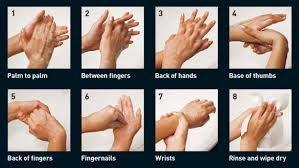 1
Palm to palm
2
Between fingers
3
Back of hands
4
Base of thumbs
5
Back of fingers
6
Fingernails
7
Wrists
8
Rinse and wipe dry